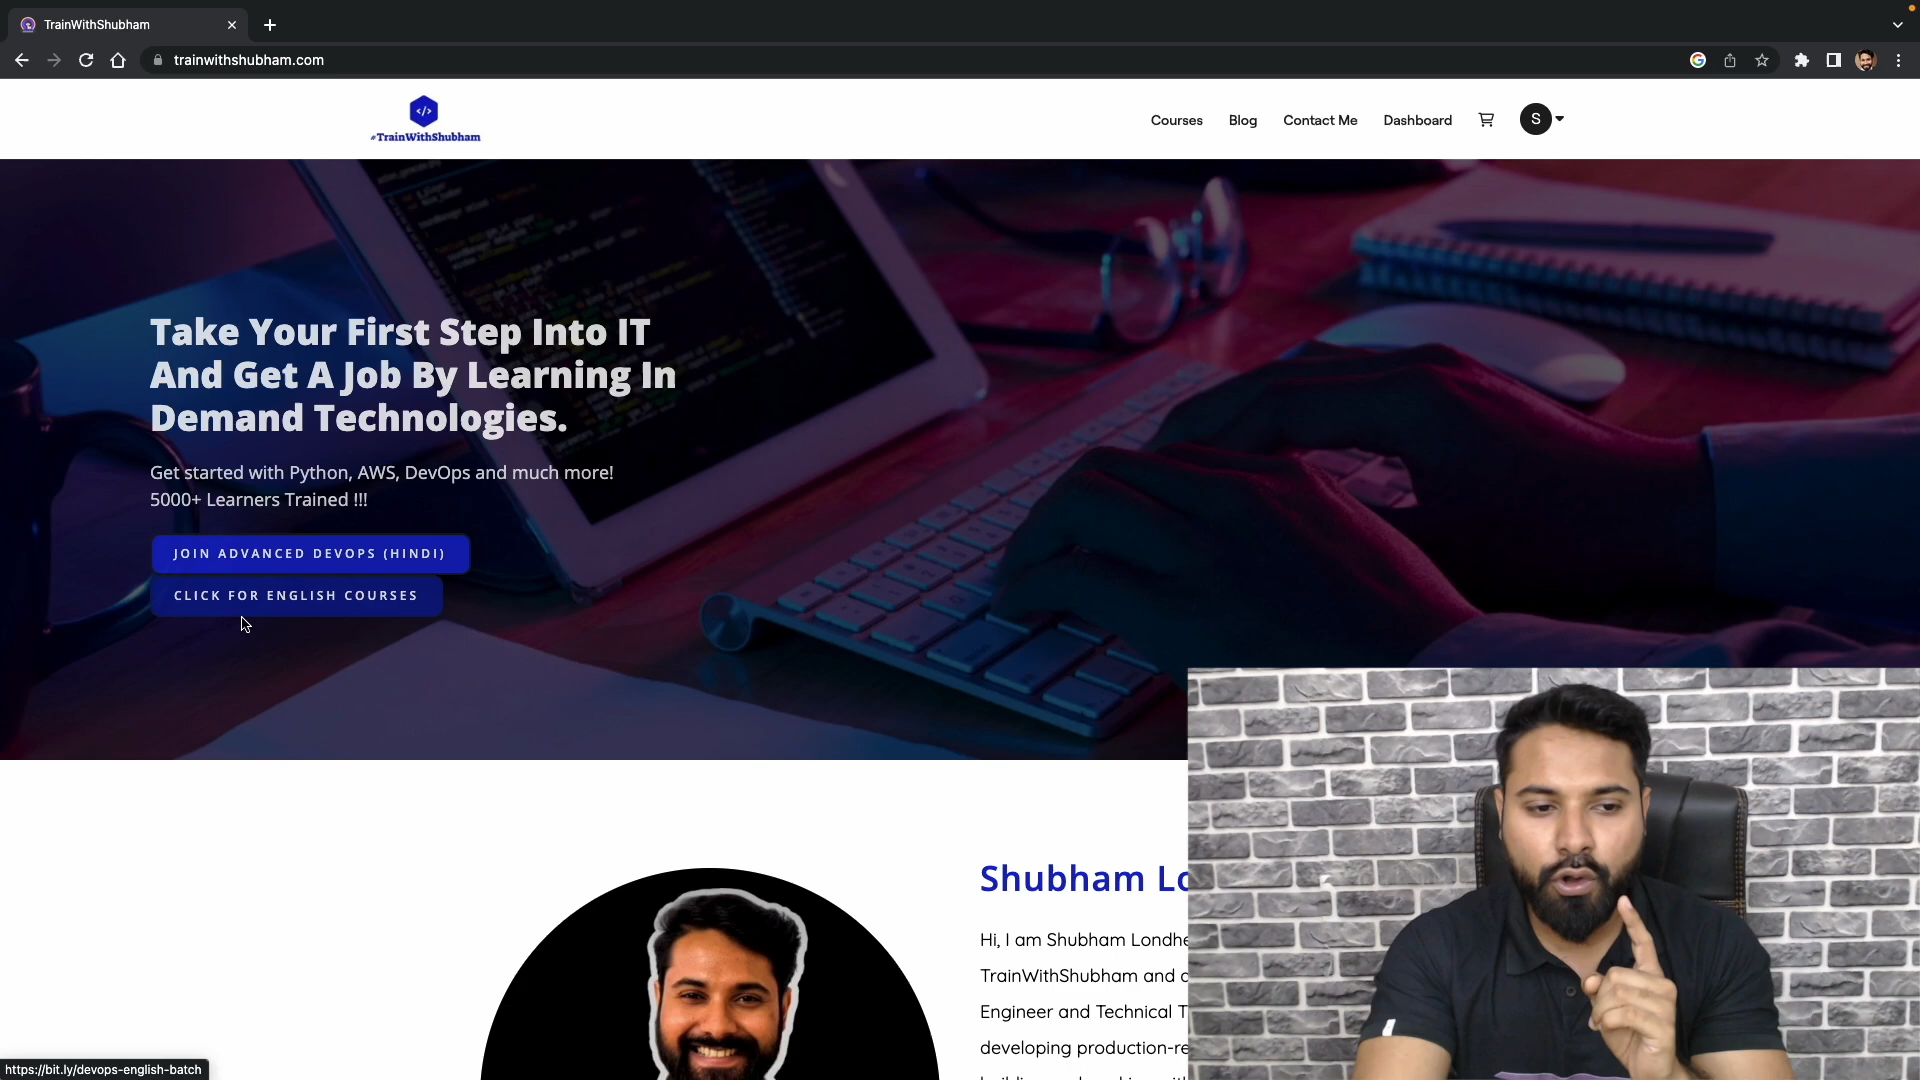 TrainWithShubham
trainwithshubham.com
</>
#TrainWithShubham
Courses
Blog
Contact Me
Dashboard
S
Take Your First Step Into IT
And Get A Job By Learning In
Demand Technologies.
Get started with Python, AWS, DevOps and much more!
5000+ Learners Trained !!!
JOIN ADVANCED DEVOPS (HINDI)
CLICK FOR ENGLISH COURSES
Shubham Lo
Hi, I am Shubham Londhe
TrainWithShubham and
Engineer and Technical T
developing production-re
https://bit.ly/devops-english-batch